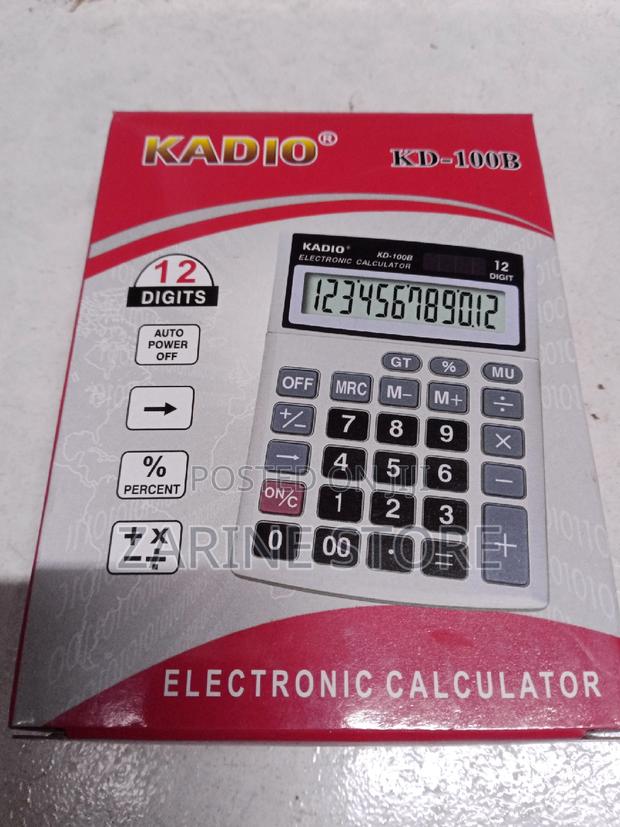 KADIO® KD-100B
KADIO®
KD-100B
ELECTRONIC CALCULATOR
12
DIGIT
123456789012
12
DIGITS
AUTO
POWER
OFF
→
%
PERCENT
+ ×
− ÷
GT % MU
OFF MRC M− M+ ÷
+/− 7 8 9 ×
→ 4 5 6 −
ON/C 1 2 3 +
0 00 · =
POSTED ON JIJI
ZARINE STORE
ELECTRONIC CALCULATOR